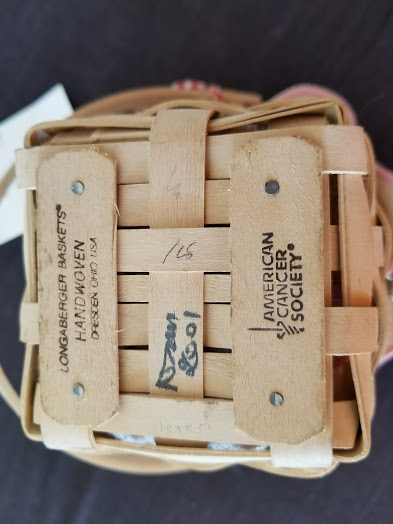 LONGABERGER BASKETS®
HANDWOVEN
DRESDEN OHIO USA
2001
AMERICAN
CANCER
SOCIETY®